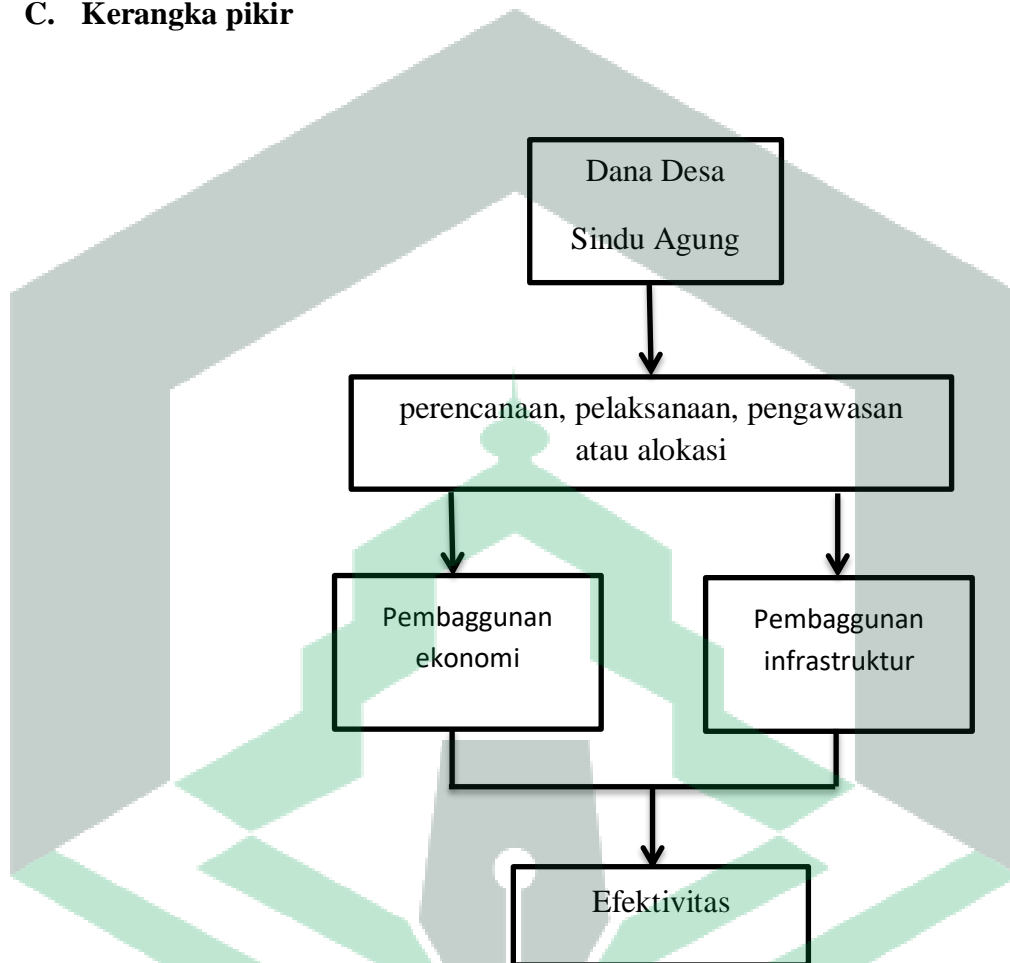 C. Kerangka pikir
Dana Desa
Sindu Agung
perencanaan, pelaksanaan, pengawasan
atau alokasi
Pembaggunan
ekonomi
Pembaggunan
infrastruktur
Efektivitas